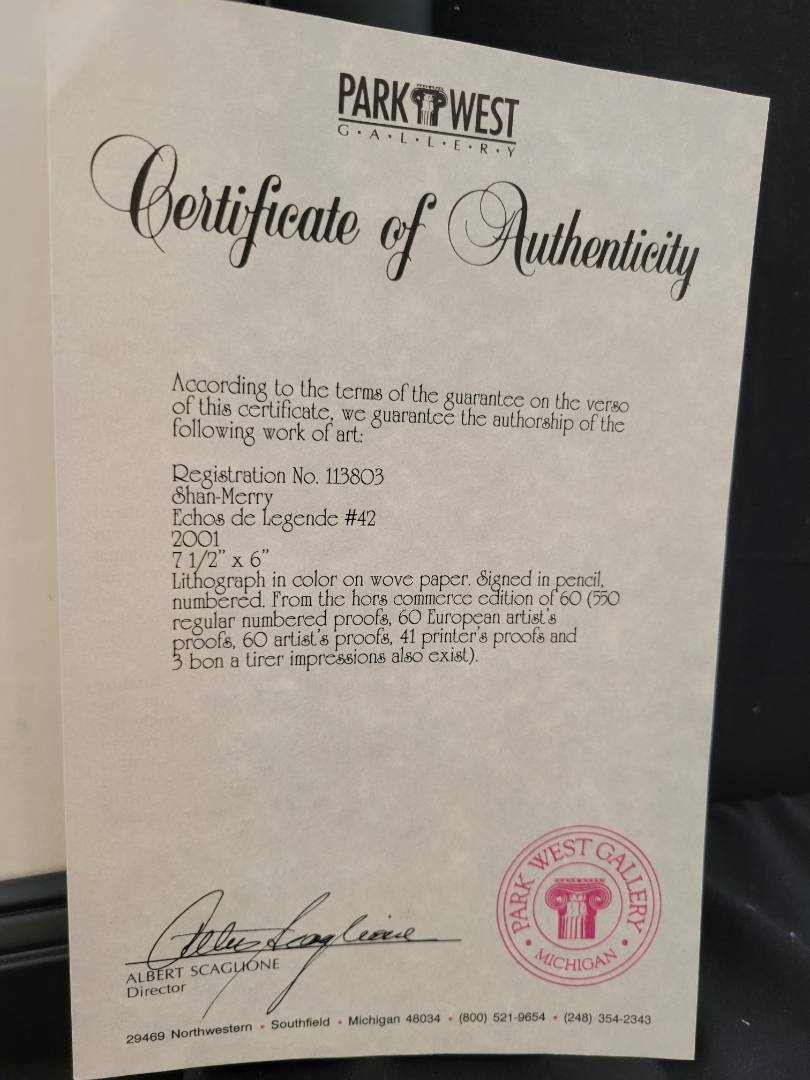 PARK WEST
G·A·L·L·E·R·Y
Certificate of Authenticity
According to the terms of the guarantee on the verso
of this certificate, we guarantee the authorship of the
following work of art:
Registration No. 113803
Shan-Merry
Echos de Legende #42
2001
7 1/2" x 6"
Lithograph in color on wove paper. Signed in pencil,
numbered. From the hors commerce edition of 60 (550
regular numbered proofs, 60 European artist's
proofs, 60 artist's proofs, 41 printer's proofs and
3 bon a tirer impressions also exist).
Albert Scaglione
ALBERT SCAGLIONE
Director
PARK WEST GALLERY
• MICHIGAN •
29469 Northwestern • Southfield • Michigan 48034 • (800) 521-9654 • (248) 354-2343